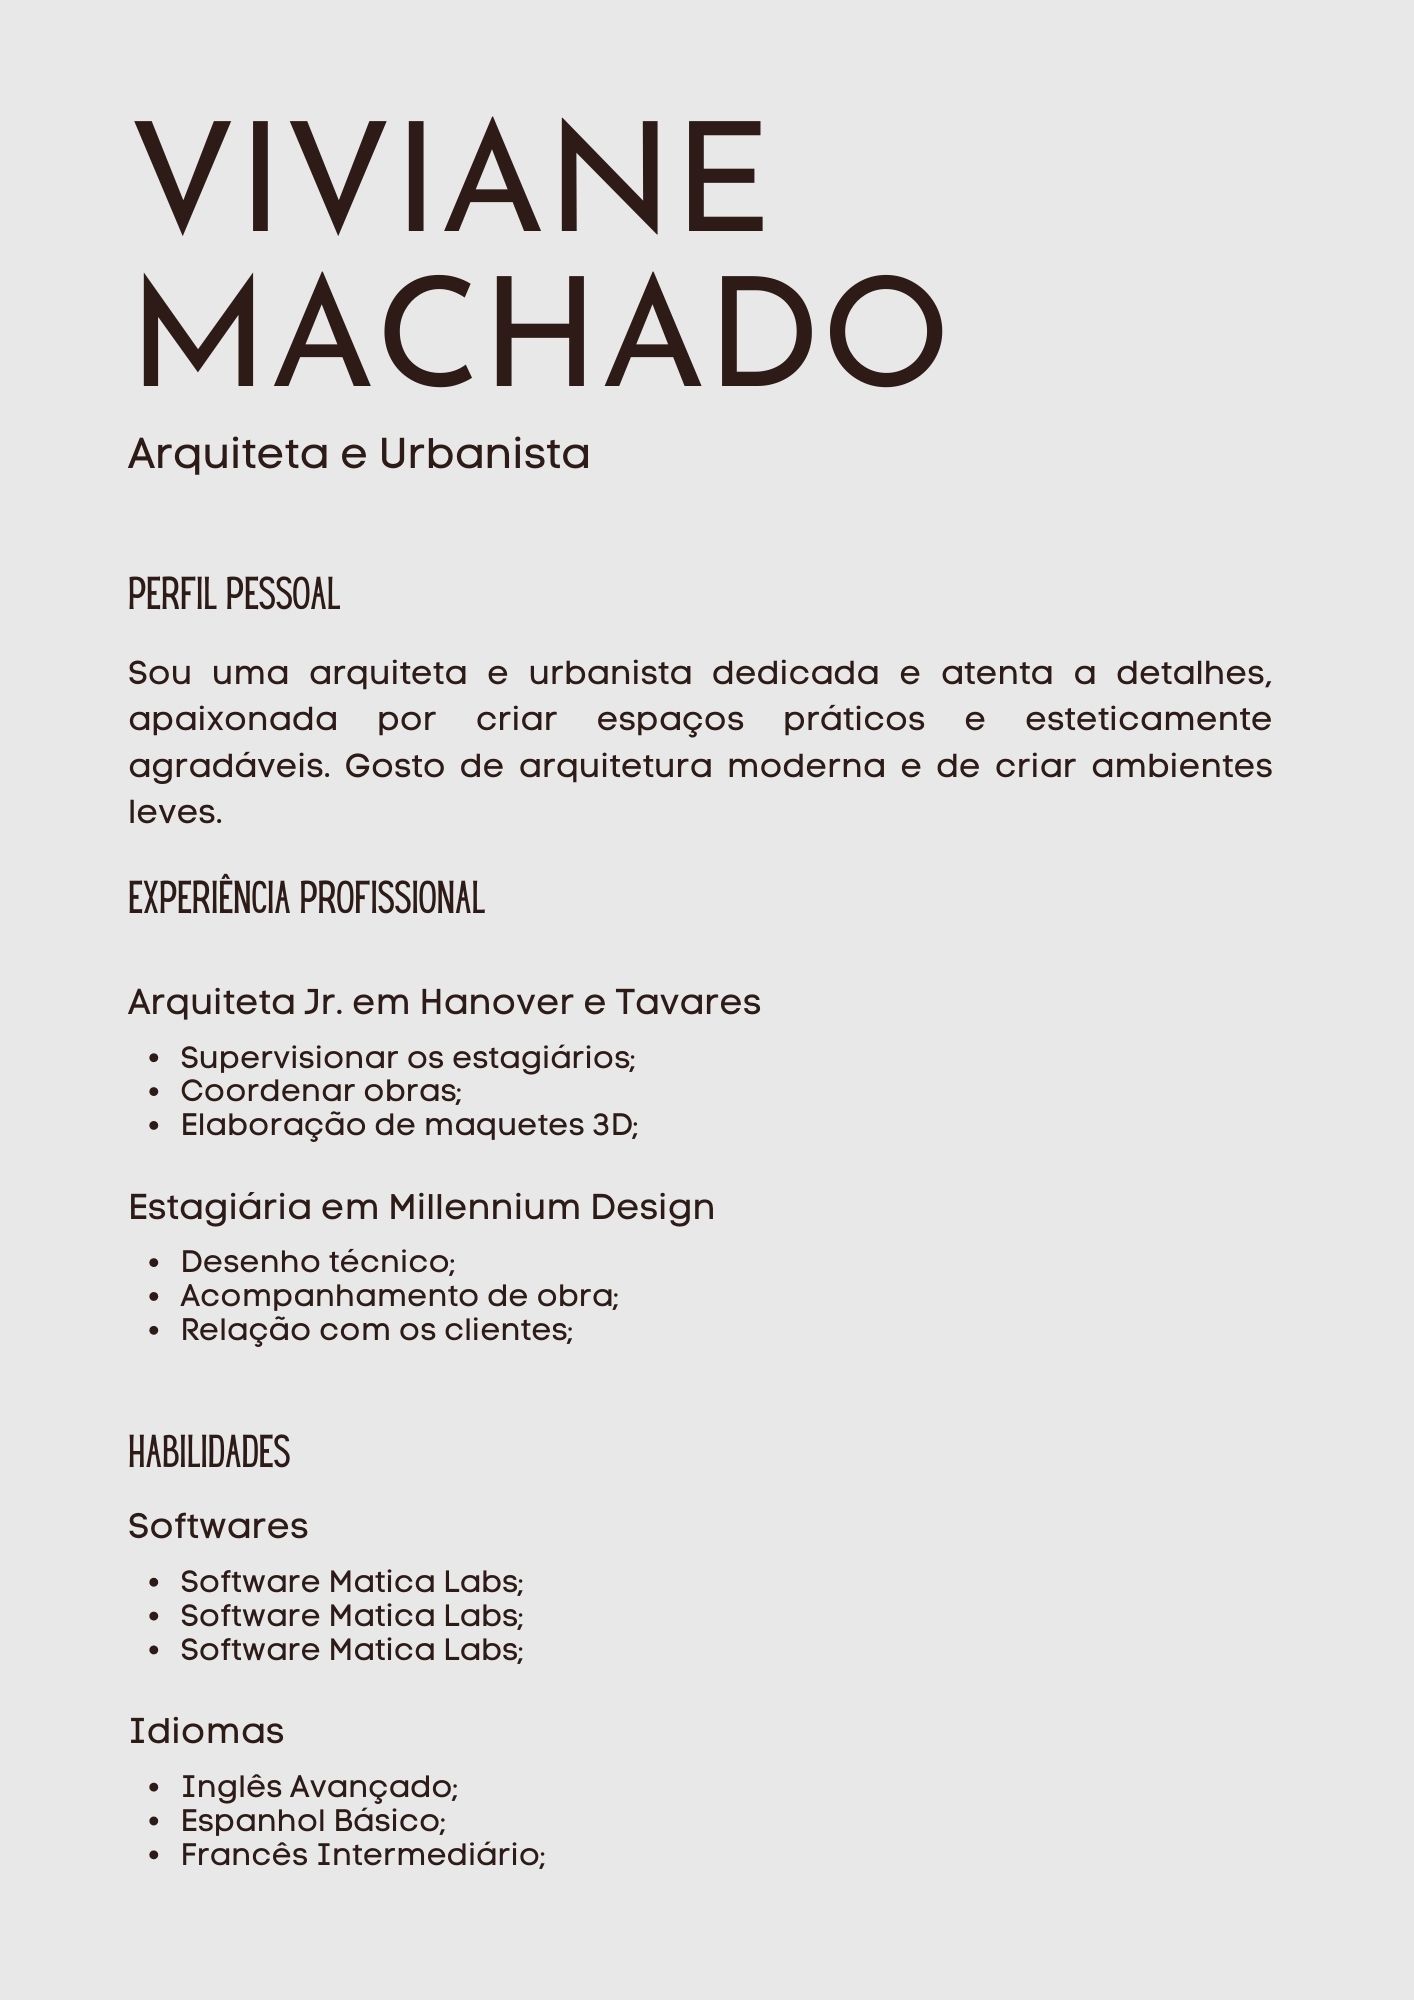 VIVIANE
MACHADO
Arquiteta e Urbanista
PERFIL PESSOAL
Sou uma arquiteta e urbanista dedicada e atenta a detalhes,
apaixonada por criar espaços práticos e esteticamente
agradáveis. Gosto de arquitetura moderna e de criar ambientes
leves.
EXPERIÊNCIA PROFISSIONAL
Arquiteta Jr. em Hanover e Tavares
• Supervisionar os estagiários;
• Coordenar obras;
• Elaboração de maquetes 3D;
Estagiária em Millennium Design
• Desenho técnico;
• Acompanhamento de obra;
• Relação com os clientes;
HABILIDADES
Softwares
• Software Matica Labs;
• Software Matica Labs;
• Software Matica Labs;
Idiomas
• Inglês Avançado;
• Espanhol Básico;
• Francês Intermediário;